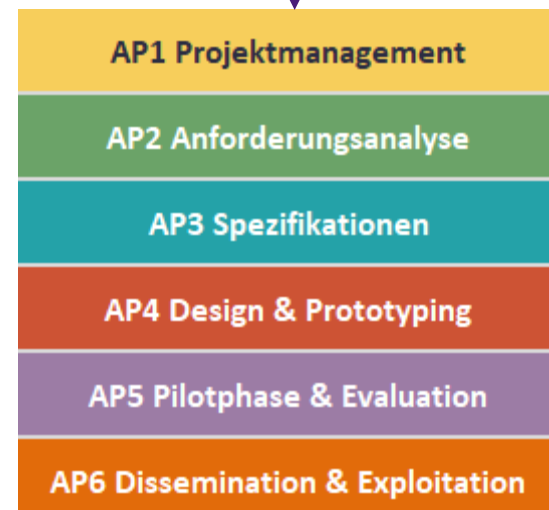 AP1 Projektmanagement
AP2 Anforderungsanalyse
AP3 Spezifikationen
AP4 Design & Prototyping
AP5 Pilotphase & Evaluation
AP6 Dissemination & Exploitation